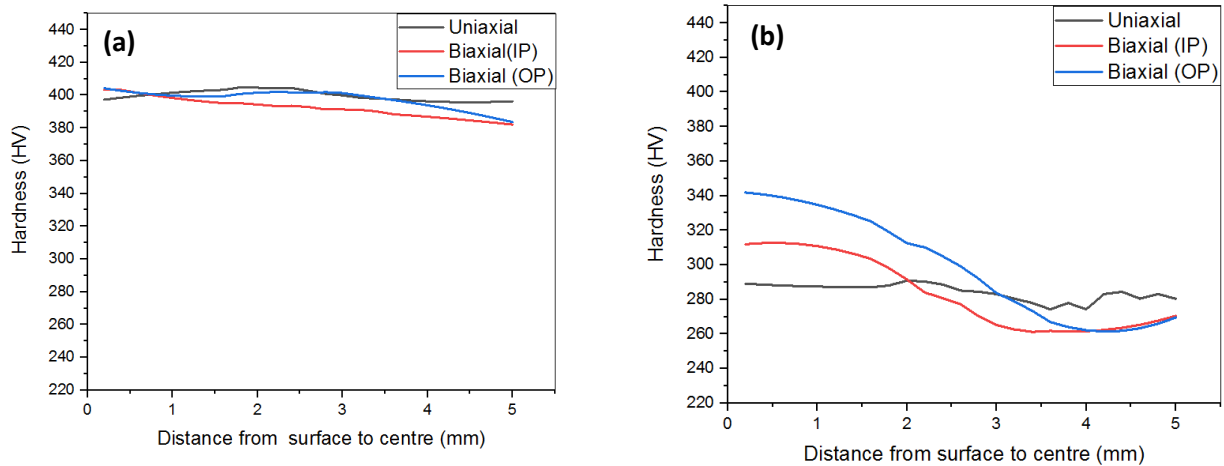 (a)
Uniaxial
Biaxial(IP)
Biaxial (OP)
Hardness (HV)
440
420
400
380
360
340
320
300
280
260
240
220
0 1 2 3 4 5
Distance from surface to centre (mm)
(b)
Uniaxial
Biaxial (IP)
Biaxial (OP)
Hardness (HV)
440
420
400
380
360
340
320
300
280
260
240
220
0 1 2 3 4 5
Distance from surface to centre (mm)